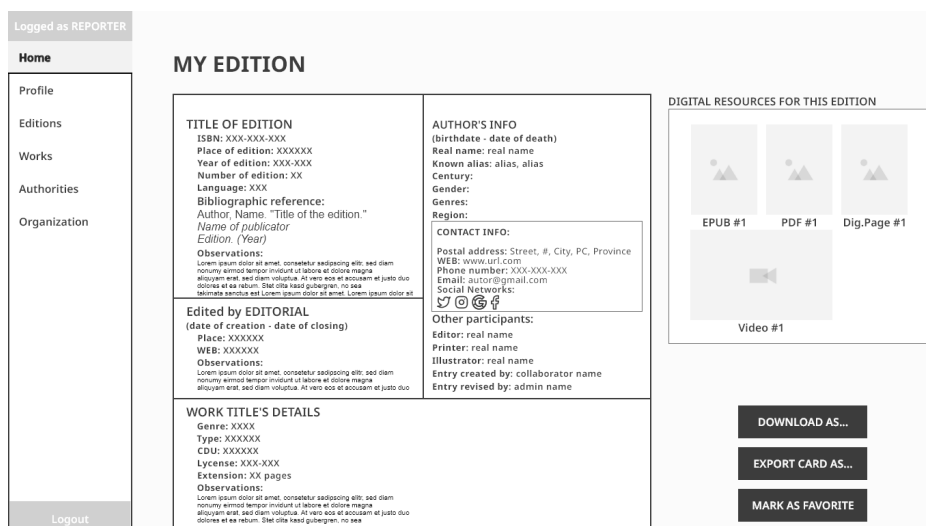 Logged as REPORTER
Home
Profile
Editions
Works
Authorities
Organization
Logout
MY EDITION
TITLE OF EDITION
ISBN: XXX-XXX-XXX
Place of edition: XXXXXX
Year of edition: XXX-XXX
Number of edition: XX
Language: XXX
Bibliographic reference:
Author, Name. "Title of the edition."
Name of publicator
Edition. (Year)
Observations:
Lorem ipsum dolor sit amet, consetetur sadipscing elitr, sed diam
nonumy eirmod tempor invidunt ut labore et dolore magna
aliquyam erat, sed diam voluptua. At vero eos et accusam et justo duo
dolores et ea rebum. Stet clita kasd gubergren, no sea
takimata sanctus est Lorem ipsum dolor sit amet. Lorem ipsum dolor sit
Edited by EDITORIAL
(date of creation - date of closing)
Place: XXXXXX
WEB: XXXXXX
Observations:
Lorem ipsum dolor sit amet, consetetur sadipscing elitr, sed diam
nonumy eirmod tempor invidunt ut labore et dolore magna
aliquyam erat, sed diam voluptua. At vero eos et accusam et justo duo
AUTHOR'S INFO
(birthdate - date of death)
Real name: real name
Known alias: alias, alias
Century:
Gender:
Genres:
Region:
CONTACT INFO:
Postal address: Street, #, City, PC, Province
WEB: www.url.com
Phone number: XXX-XXX-XXX
Email: autor@gmail.com
Social Networks:
Other participants:
Editor: real name
Printer: real name
Illustrator: real name
Entry created by: collaborator name
Entry revised by: admin name
WORK TITLE'S DETAILS
Genre: XXXX
Type: XXXXXX
CDU: XXXXXX
Lycense: XXX-XXX
Extension: XX pages
Observations:
Lorem ipsum dolor sit amet, consetetur sadipscing elitr, sed diam
nonumy eirmod tempor invidunt ut labore et dolore magna
aliquyam erat, sed diam voluptua. At vero eos et accusam et justo duo
dolores et ea rebum. Stet clita kasd gubergren, no sea
DIGITAL RESOURCES FOR THIS EDITION
EPUB #1
PDF #1
Dig.Page #1
Video #1
DOWNLOAD AS...
EXPORT CARD AS...
MARK AS FAVORITE